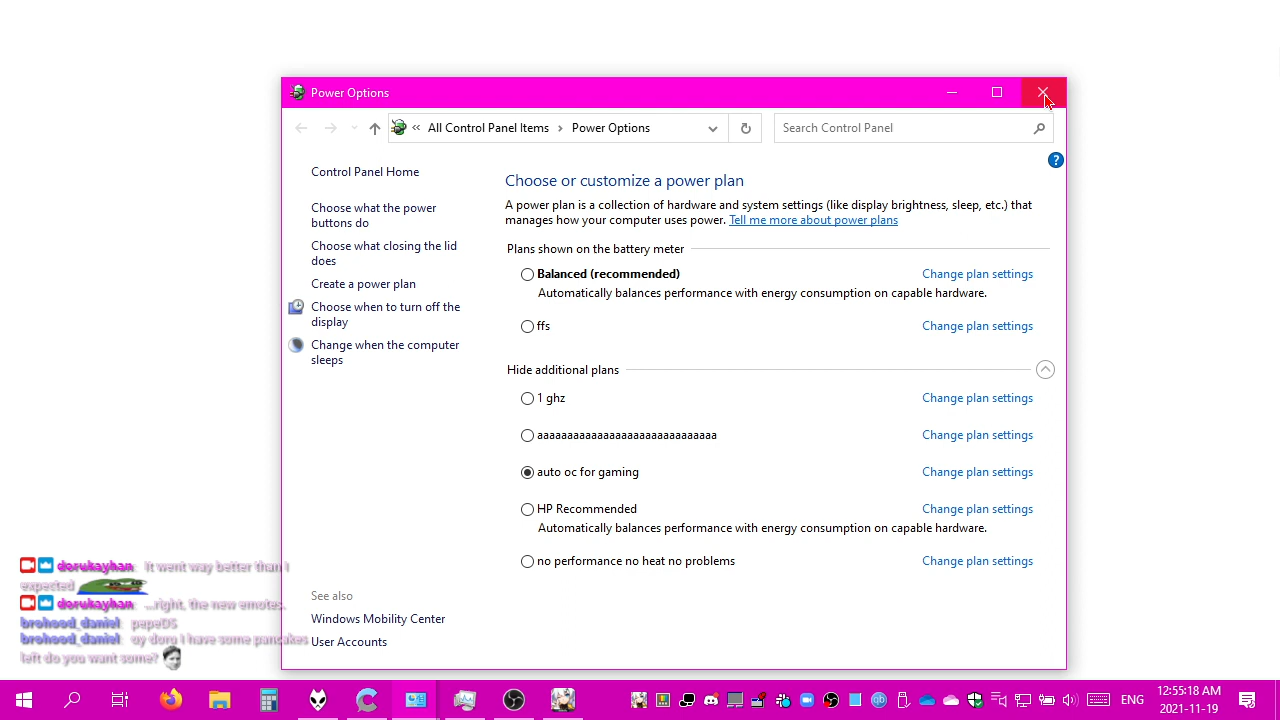 Power Options
« All Control Panel Items › Power Options
Search Control Panel
Control Panel Home
Choose what the power
buttons do
Choose what closing the lid
does
Create a power plan
Choose when to turn off the
display
Change when the computer
sleeps
Choose or customize a power plan
A power plan is a collection of hardware and system settings (like display brightness, sleep, etc.) that
manages how your computer uses power. Tell me more about power plans
Plans shown on the battery meter
Balanced (recommended) Change plan settings
Automatically balances performance with energy consumption on capable hardware.
ffs Change plan settings
Hide additional plans
1 ghz Change plan settings
aaaaaaaaaaaaaaaaaaaaaaaaaaaaaa Change plan settings
auto oc for gaming Change plan settings
HP Recommended Change plan settings
Automatically balances performance with energy consumption on capable hardware.
no performance no heat no problems Change plan settings
See also
Windows Mobility Center
User Accounts
dorukayhan: It went way better than I
expected
dorukayhan: ...right, the new emotes.
brohood_daniel: pepeDS
brohood_daniel: oy doru I have some pancakes
left do you want some?
ENG
12:55:18 AM
2021-11-19